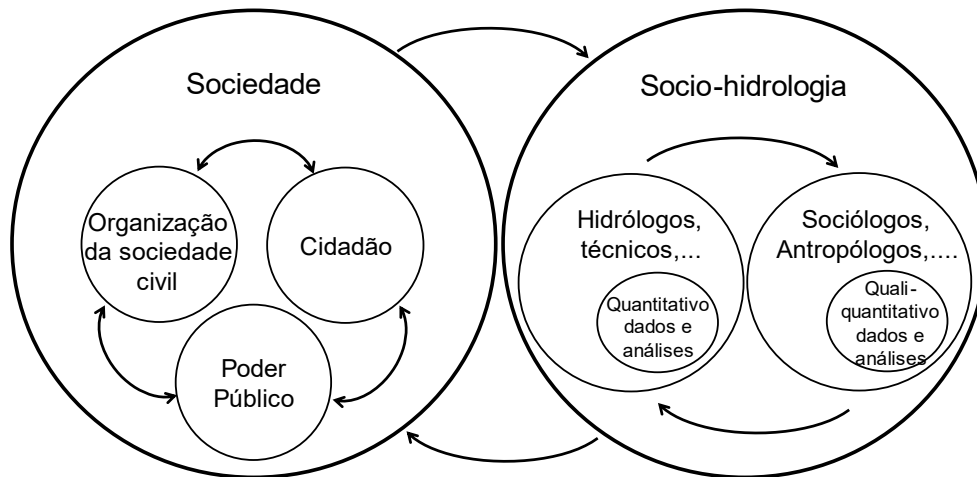 Sociedade
Organização
da sociedade
civil
Cidadão
Poder
Público
Socio-hidrologia
Hidrólogos,
técnicos,...
Quantitativo
dados e
análises
Sociólogos,
Antropólogos,....
Quali-
quantitativo
dados e
análises